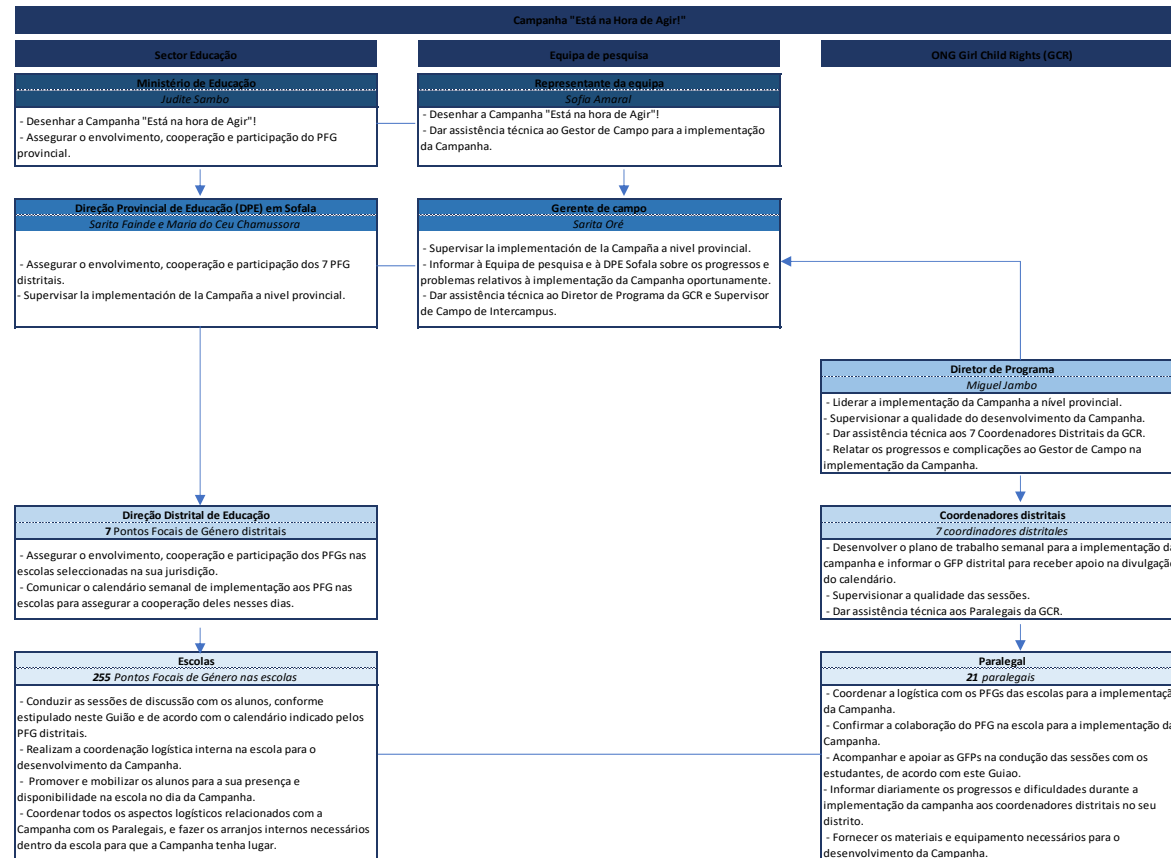 Campanha "Está na Hora de Agir!"
Sector Educação
Equipa de pesquisa
ONG Girl Child Rights (GCR)
Ministério de Educação
Judite Sambo
- Desenhar a Campanha "Está na hora de Agir"!
- Assegurar o envolvimento, cooperação e participação do PFG
provincial.
Representante da equipa
Sofia Amaral
- Desenhar a Campanha "Está na hora de Agir"!
- Dar assistência técnica ao Gestor de Campo para a implementação
da Campanha.
Direção Provincial de Educação (DPE) em Sofala
Sarita Fainde e Maria do Ceu Chamussora
- Assegurar o envolvimento, cooperação e participação dos 7 PFG
distritais.
- Supervisar la implementación de la Campaña a nivel provincial.
Gerente de campo
Sarita Oré
- Supervisar la implementación de la Campaña a nivel provincial.
- Informar à Equipa de pesquisa e à DPE Sofala sobre os progressos e
problemas relativos à implementação da Campanha oportunamente.
- Dar assistência técnica ao Diretor de Programa da GCR e Supervisor
de Campo de Intercampus.
Diretor de Programa
Miguel Jambo
- Liderar a implementação da Campanha a nível provincial.
- Supervisionar a qualidade do desenvolvimento da Campanha.
- Dar assistência técnica aos 7 Coordenadores Distritais da GCR.
- Relatar os progressos e complicações ao Gestor de Campo na
implementação da Campanha.
Direção Distrital de Educação
7 Pontos Focais de Género distritais
- Assegurar o envolvimento, cooperação e participação dos PFGs nas
escolas seleccionadas na sua jurisdição.
- Comunicar o calendário semanal de implementação aos PFG nas
escolas para assegurar a cooperação deles nesses dias.
Coordenadores distritais
7 coordinadores distritales
- Desenvolver o plano de trabalho semanal para a implementação da
campanha e informar o GFP distrital para receber apoio na divulgação
do calendário.
- Supervisionar a qualidade das sessões.
- Dar assistência técnica aos Paralegais da GCR.
Escolas
255 Pontos Focais de Género nas escolas
- Conduzir as sessões de discussão com os alunos, conforme
estipulado neste Guião e de acordo com o calendário indicado pelos
PFG distritais.
- Realizam a coordenação logística interna na escola para o
desenvolvimento da Campanha.
- Promover e mobilizar os alunos para a sua presença e
disponibilidade na escola no dia da Campanha.
- Coordenar todos os aspectos logísticos relacionados com a
Campanha com os Paralegais, e fazer os arranjos internos necessários
dentro da escola para que a Campanha tenha lugar.
Paralegal
21 paralegais
- Coordenar a logística com os PFGs das escolas para a implementaçã
da Campanha.
- Confirmar a colaboração do PFG na escola para a implementação da
Campanha.
- Acompanhar e apoiar as GFPs na condução das sessões com os
estudantes, de acordo com este Guiao.
- Informar diariamente os progressos e dificuldades durante a
implementação da campanha aos coordenadores distritais no seu
distrito.
- Fornecer os materiais e equipamento necessários para o
desenvolvimento da Campanha.